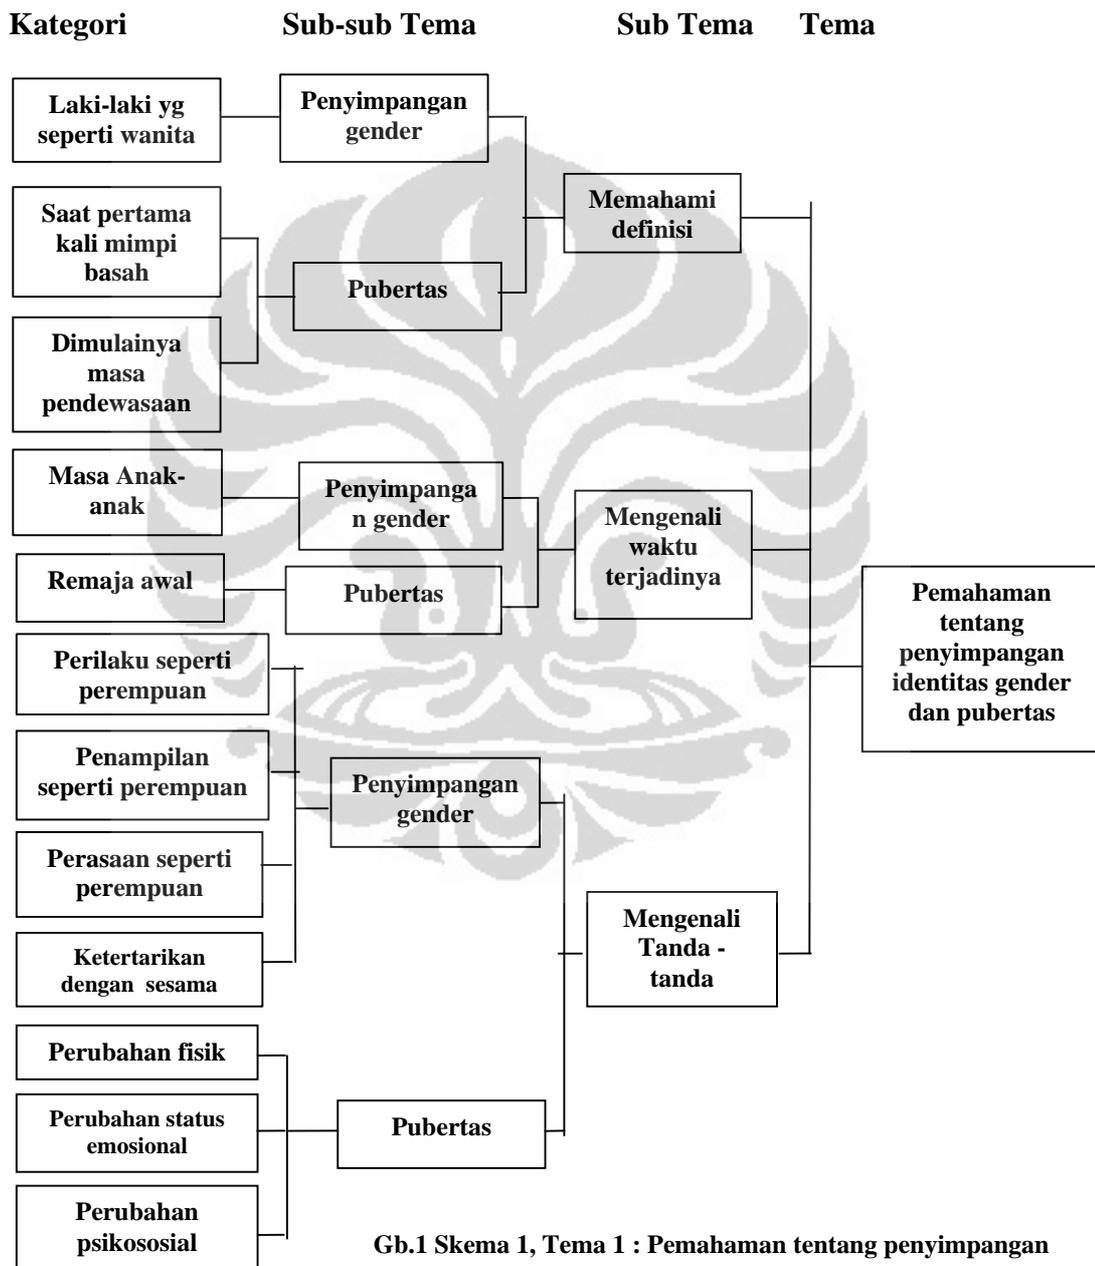 Kategori Sub-sub Tema Sub Tema Tema
Laki-laki yg
seperti wanita
Penyimpangan
gender
Saat pertama
kali mimpi
basah
Memahami
definisi
Pubertas
Dimulainya
masa
pendewasaan
Masa Anak-
anak
Penyimpanga
n gender
Mengenali
waktu
terjadinya
Remaja awal
Pubertas
Pemahaman
tentang
penyimpangan
identitas gender
dan pubertas
Perilaku seperti
perempuan
Penampilan
seperti perempuan
Penyimpangan
gender
Perasaan seperti
perempuan
Mengenali
Tanda -
tanda
Ketertarikan
dengan sesama
Perubahan fisik
Perubahan status
emosional
Pubertas
Perubahan
psikososial
Gb.1 Skema 1, Tema 1 : Pemahaman tentang penyimpangan